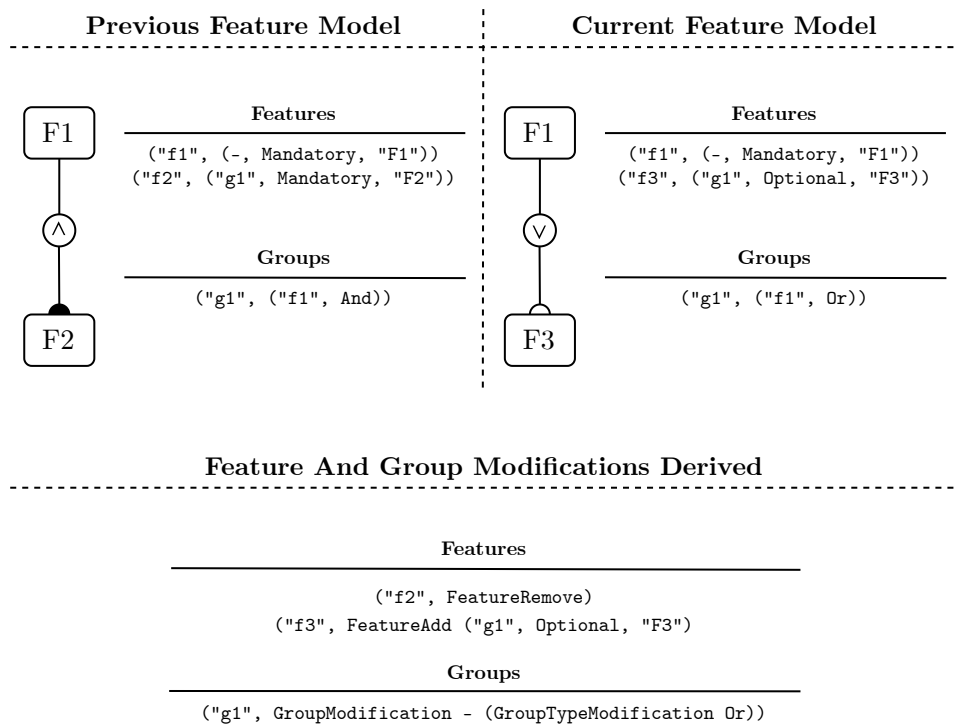 Previous Feature Model
F1
∧
F2
Features
("f1", (-, Mandatory, "F1"))
("f2", ("g1", Mandatory, "F2"))
Groups
("g1", ("f1", And))
Current Feature Model
F1
∨
F3
Features
("f1", (-, Mandatory, "F1"))
("f3", ("g1", Optional, "F3"))
Groups
("g1", ("f1", Or))
Feature And Group Modifications Derived
Features
("f2", FeatureRemove)
("f3", FeatureAdd ("g1", Optional, "F3")
Groups
("g1", GroupModification - (GroupTypeModification Or))